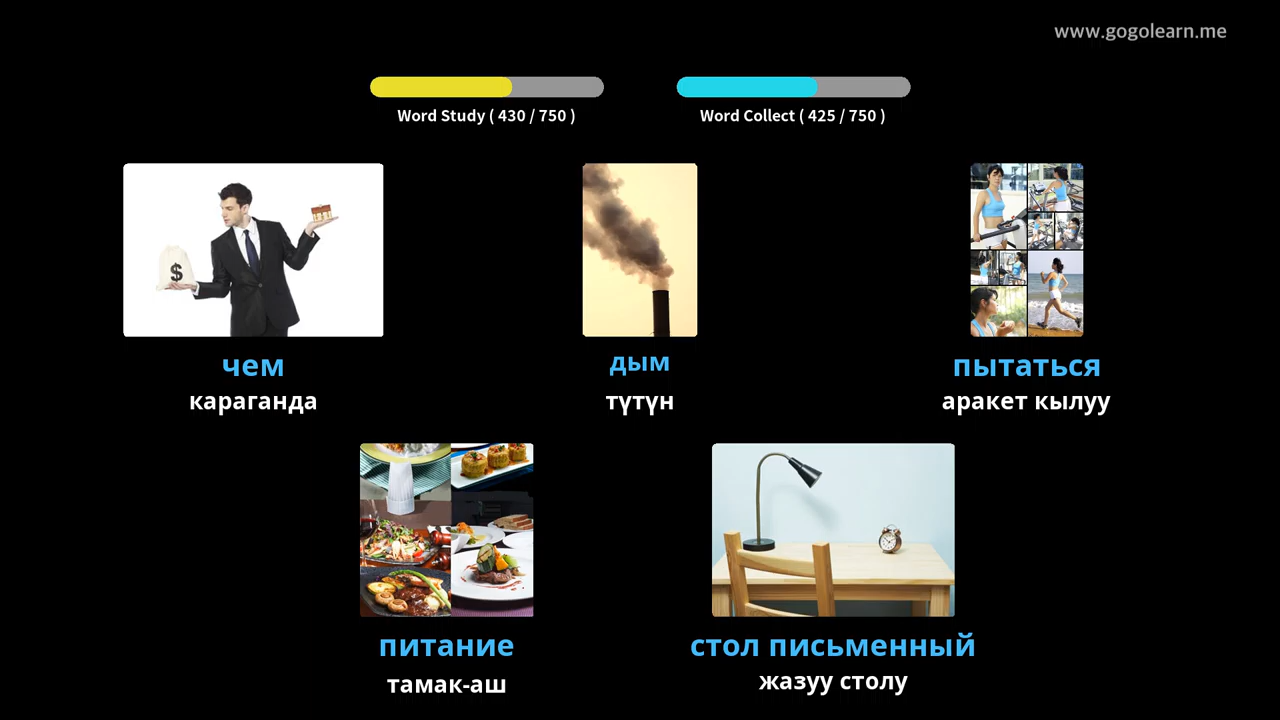 www.gogolearn.me
Word Study ( 430 / 750 )
Word Collect ( 425 / 750 )
$
чем
караганда
дым
түтүн
пытаться
аракет кылуу
питание
тамак-аш
стол письменный
жазуу столу